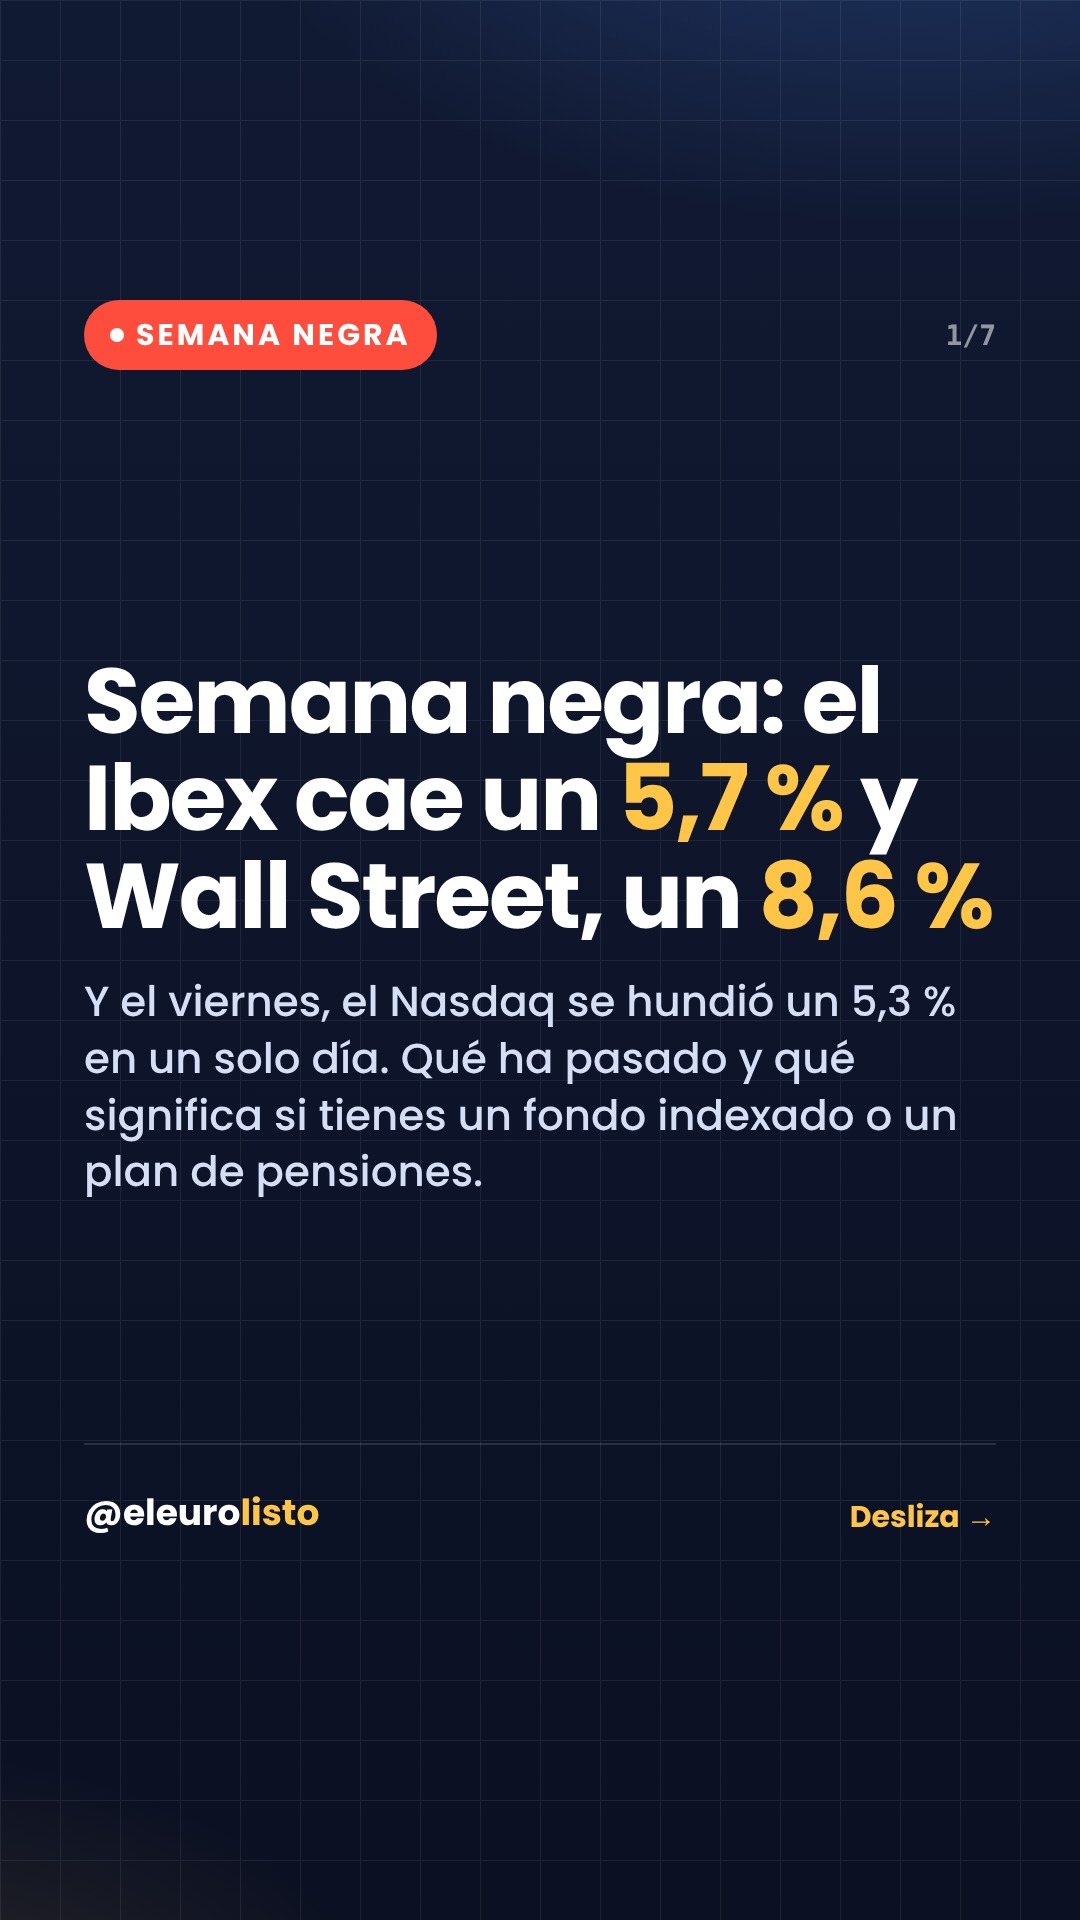 SEMANA NEGRA
1/7
Semana negra: el
Ibex cae un 5,7 % y
Wall Street, un 8,6 %
Y el viernes, el Nasdaq se hundió un 5,3 %
en un solo día. Qué ha pasado y qué
significa si tienes un fondo indexado o un
plan de pensiones.
@eleurolisto
Desliza →